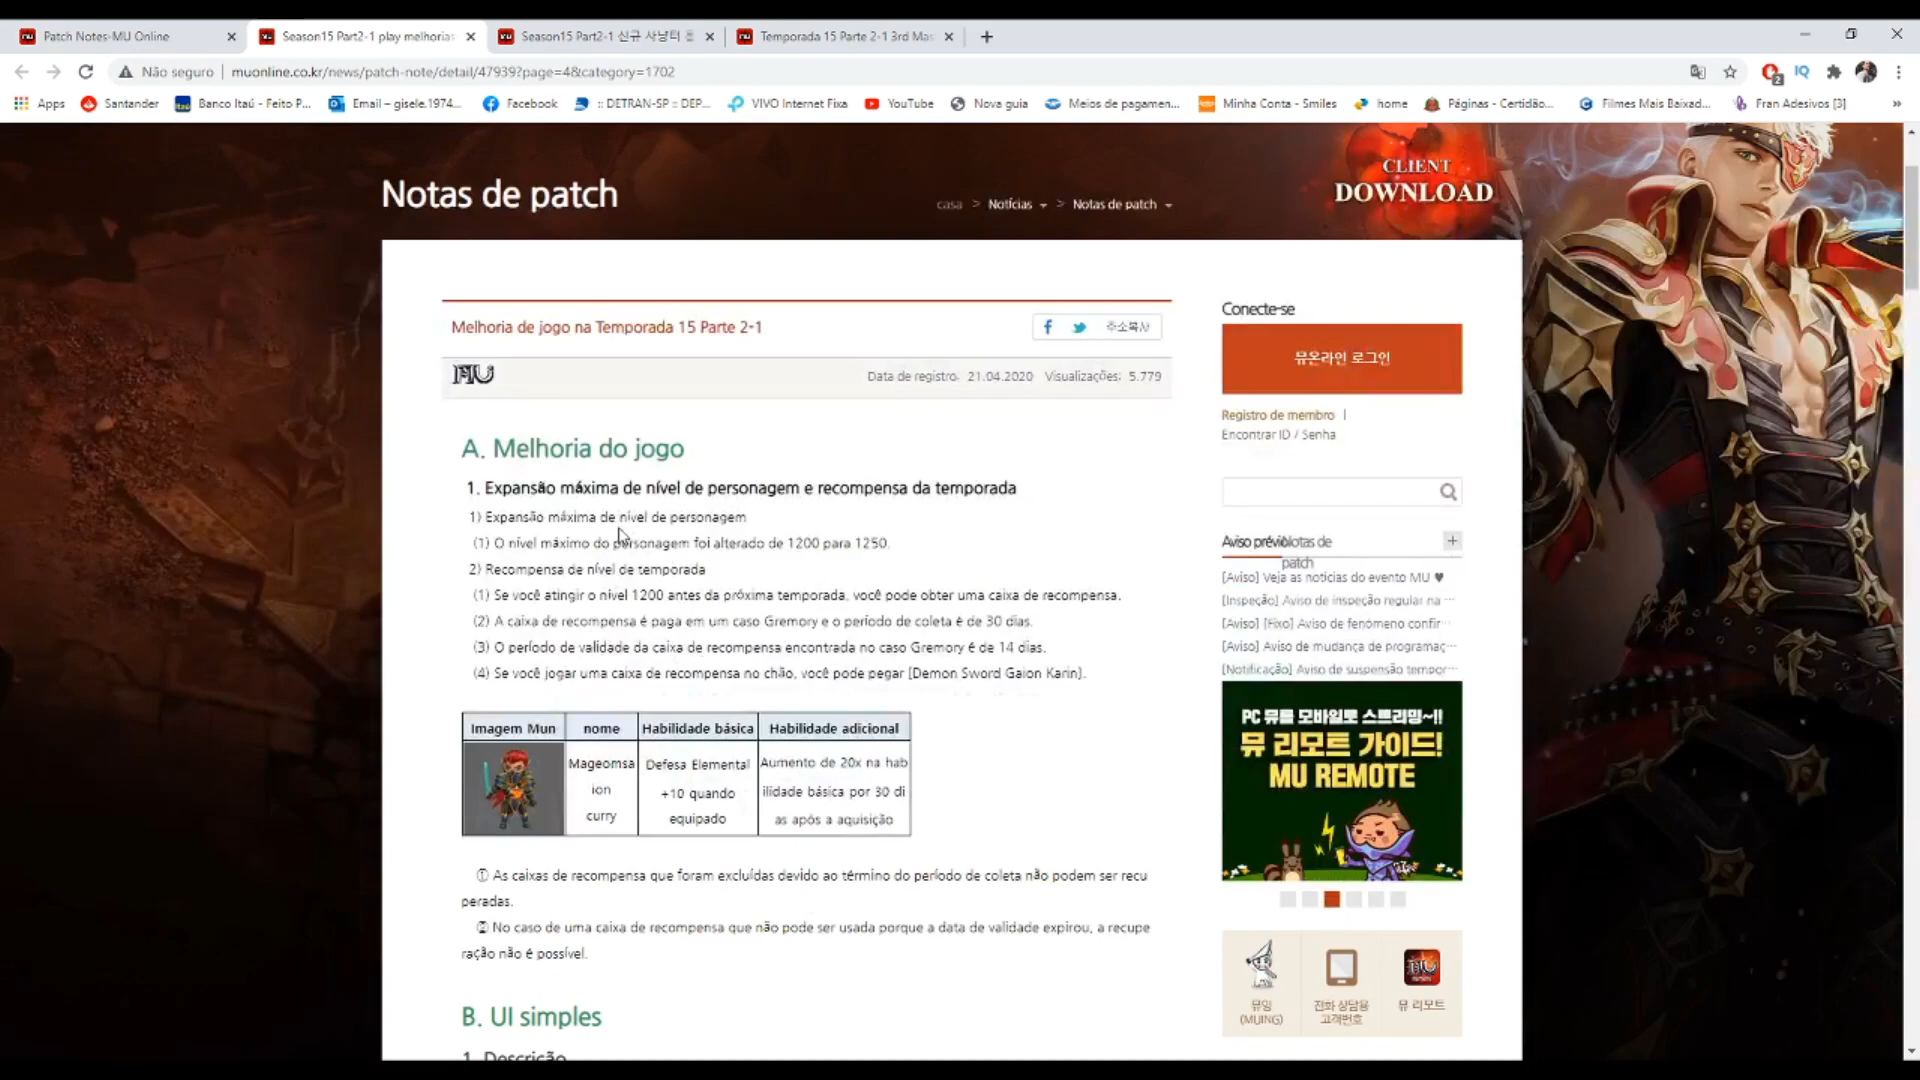 Patch Notes-MU Online
Season15 Part2-1 play melhorias
Season15 Part2-1 신규 사냥터
Temporada 15 Parte 2-1 3rd Mas
Não seguro
muonline.co.kr/news/patch-note/detail/47939?page=4&category=1702
2
IQ
Apps
Santander
Banco Itaú - Feito P...
Email – gisele.1974...
Facebook
:: DETRAN-SP :: DEP...
VIVO Internet Fixa
YouTube
Nova guia
Meios de pagamen...
Minha Conta - Smiles
home
Páginas - Certidão...
Filmes Mais Baixad...
Fran Adesivos [3]
»
CLIENT
DOWNLOAD
Notas de patch
casa > Notícias > Notas de patch
Melhoria de jogo na Temporada 15 Parte 2-1
주소복사
MU
Data de registro: 21.04.2020 Visualizações: 5.779
A. Melhoria do jogo
1. Expansão máxima de nível de personagem e recompensa da temporada
1) Expansão máxima de nível de personagem
(1) O nível máximo do personagem foi alterado de 1200 para 1250.
2) Recompensa de nível de temporada
(1) Se você atingir o nível 1200 antes da próxima temporada, você pode obter uma caixa de recompensa.
(2) A caixa de recompensa é paga em um caso Gremory e o período de coleta é de 30 dias.
(3) O período de validade da caixa de recompensa encontrada no caso Gremory é de 14 dias.
(4) Se você jogar uma caixa de recompensa no chão, você pode pegar [Demon Sword Gaion Karin].
Imagem Mun
nome
Habilidade básica
Habilidade adicional
Mageomsa
ion
curry
Defesa Elemental
+10 quando
equipado
Aumento de 20x na hab
ilidade básica por 30 di
as após a aquisição
① As caixas de recompensa que foram excluídas devido ao término do período de coleta não podem ser recu
peradas.
② No caso de uma caixa de recompensa que não pode ser usada porque a data de validade expirou, a recupe
ração não é possível.
B. UI simples
1. Descrição
Conecte-se
뮤온라인 로그인
Registro de membro |
Encontrar ID / Senha
Aviso prévio
Notas de
patch
+
[Aviso] Veja as notícias do evento MU ♥
[Inspeção] Aviso de inspeção regular na ···
[Aviso] [Fixo] Aviso de fenômeno confir···
[Aviso] Aviso de mudança de programaç···
[Notificação] Aviso de suspensão tempor···
PC 뮤를 모바일로 스트리밍~!!
뮤 리모트 가이드!
MU REMOTE
뮤잉
(MUING)
전화 상담용
고객번호
MU
뮤 리모트